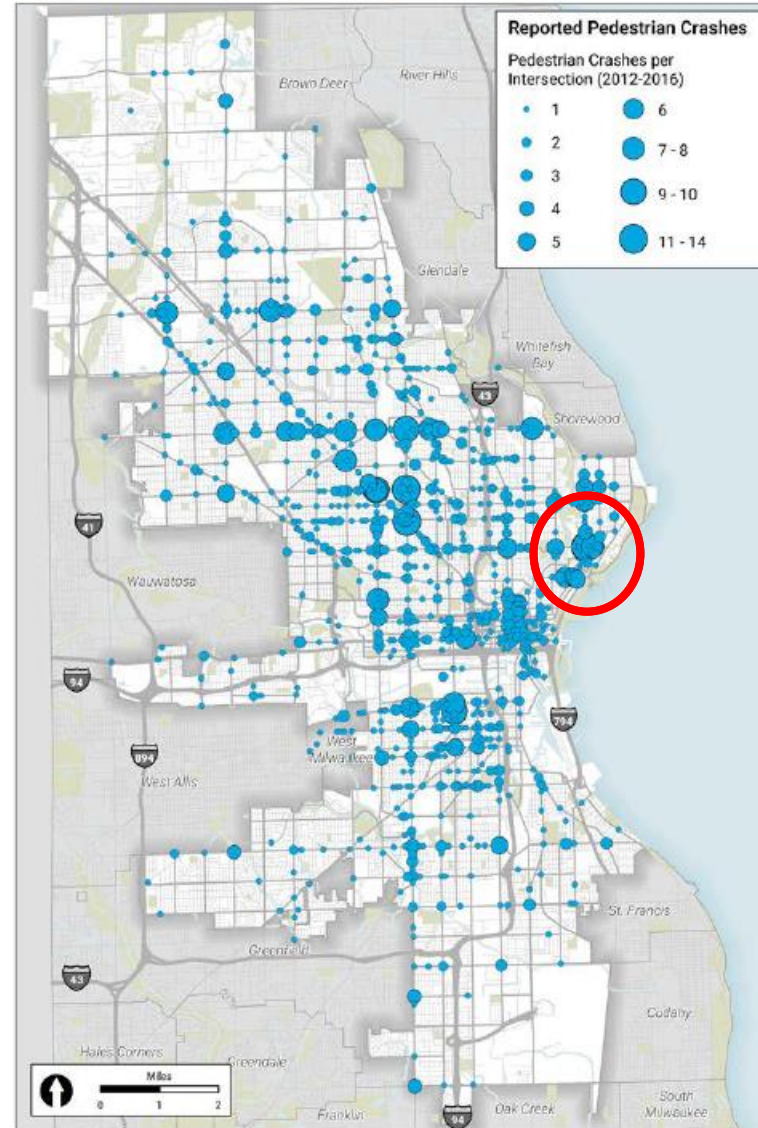 Reported Pedestrian Crashes
Pedestrian Crashes per
Intersection (2012-2016)
1
2
3
4
5
6
7 - 8
9 - 10
11 - 14
Brown Deer
River Hills
Glendale
Whitefish
Bay
43
Shorewood
41
Wauwatosa
94
794
894
West
Milwaukee
West Allis
St. Francis
Greenfield
43
Cudahy
Hales Corners
Greendale
Miles
0 1 2
Franklin
94
Oak Creek
South
Milwaukee